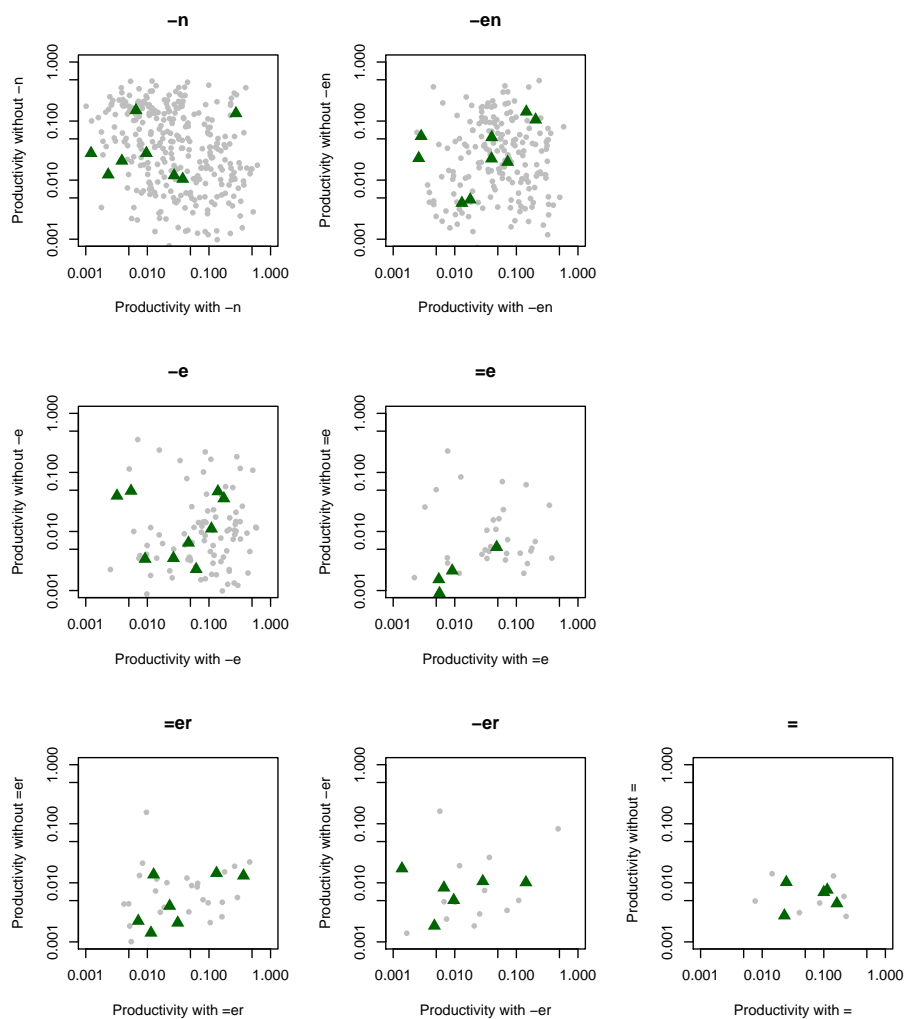 −n
−en
1.000
0.100
0.010
0.001
Productivity without −n
0.001 0.010 0.100 1.000
Productivity with −n
1.000
0.100
0.010
0.001
Productivity without −en
0.001 0.010 0.100 1.000
Productivity with −en
−e
=e
1.000
0.100
0.010
0.001
Productivity without −e
0.001 0.010 0.100 1.000
Productivity with −e
1.000
0.100
0.010
0.001
Productivity without =e
0.001 0.010 0.100 1.000
Productivity with =e
=er
−er
=
1.000
0.100
0.010
0.001
Productivity without =er
0.001 0.010 0.100 1.000
Productivity with =er
1.000
0.100
0.010
0.001
Productivity without −er
0.001 0.010 0.100 1.000
Productivity with −er
1.000
0.100
0.010
0.001
Productivity without =
0.001 0.010 0.100 1.000
Productivity with =